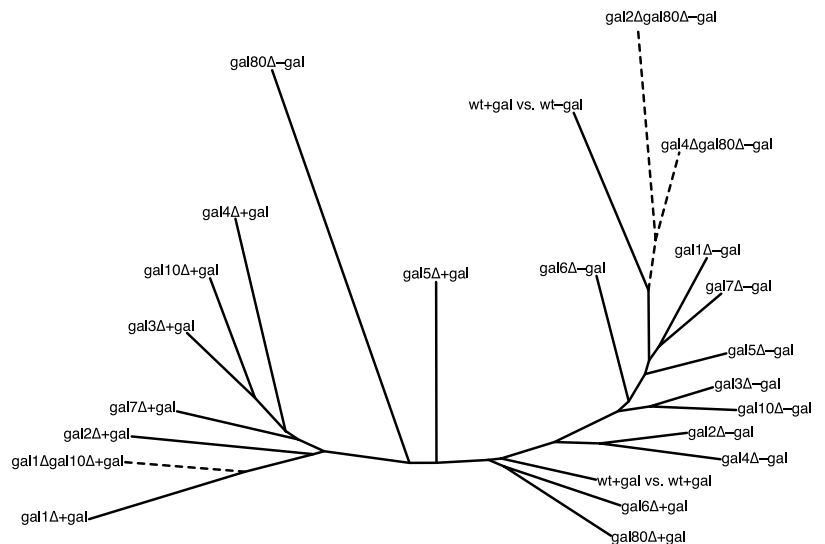 gal2Δgal80Δ–gal
gal80Δ–gal
wt+gal vs. wt–gal
gal4Δgal80Δ–gal
gal4Δ+gal
gal1Δ–gal
gal10Δ+gal
gal5Δ+gal
gal6Δ–gal
gal7Δ–gal
gal3Δ+gal
gal5Δ–gal
gal3Δ–gal
gal7Δ+gal
gal10Δ–gal
gal2Δ+gal
gal2Δ–gal
gal1Δgal10Δ+gal
gal4Δ–gal
wt+gal vs. wt+gal
gal6Δ+gal
gal1Δ+gal
gal80Δ+gal